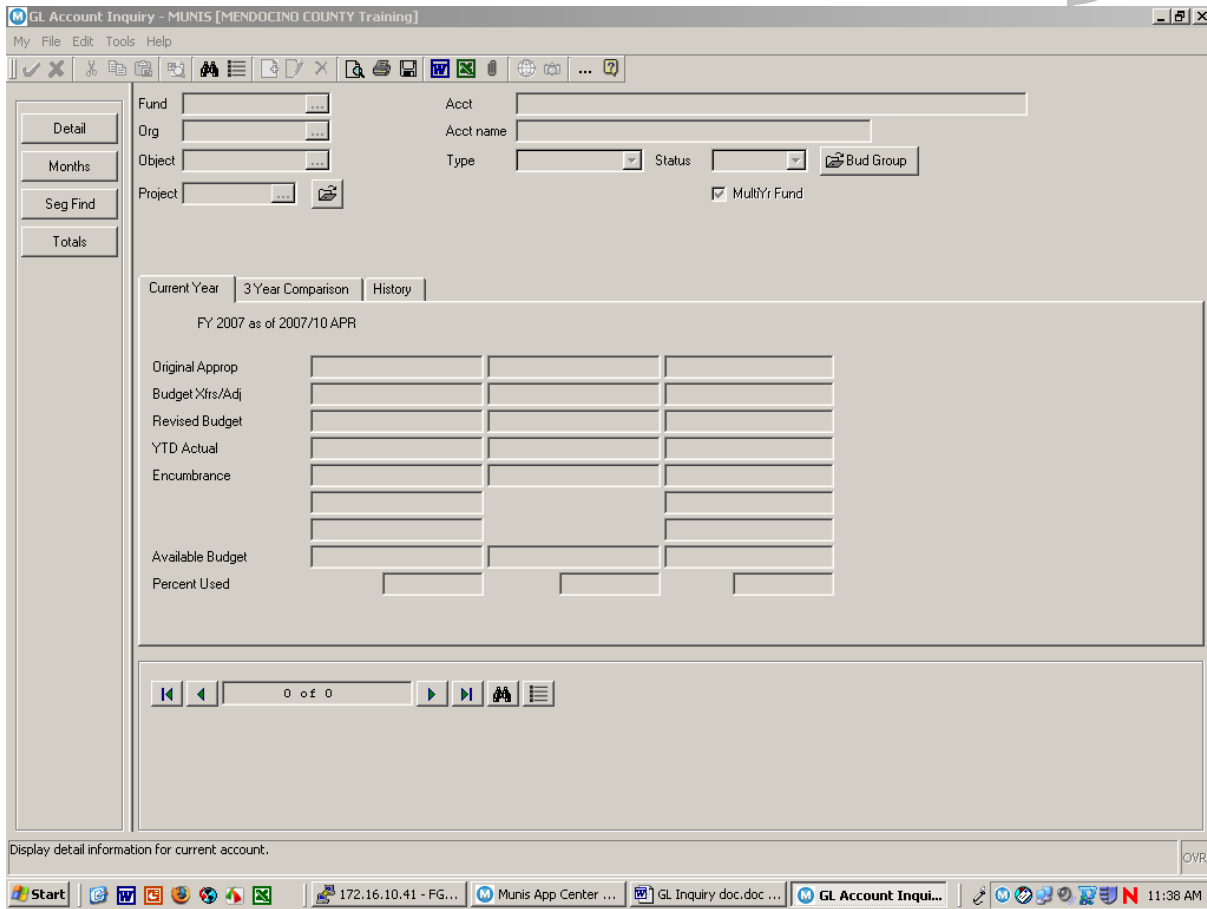 GL Account Inquiry - MUNIS [MENDOCINO COUNTY Training]
My File Edit Tools Help
Detail
Months
Seg Find
Totals
Fund ...
Org ...
Object ...
Project ...
Acct
Acct name
Type Status Bud Group
MultiYr Fund
Current Year 3 Year Comparison History
FY 2007 as of 2007/10 APR
Original Approp
Budget Xfrs/Adj
Revised Budget
YTD Actual
Encumbrance
Available Budget
Percent Used
0 of 0
Display detail information for current account.
OVR
Start 172.16.10.41 - FG... Munis App Center ... GL Inquiry doc.doc ... GL Account Inqui... 11:38 AM